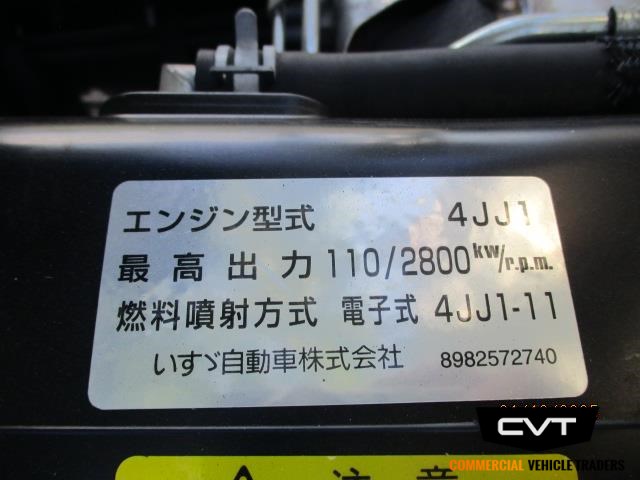 エンジン型式 4JJ1
最高出力 110/2800 kW/r.p.m.
燃料噴射方式 電子式 4JJ1-11
いすゞ自動車株式会社 8982572740
CVT
COMMERCIAL VEHICLE TRADERS
注意